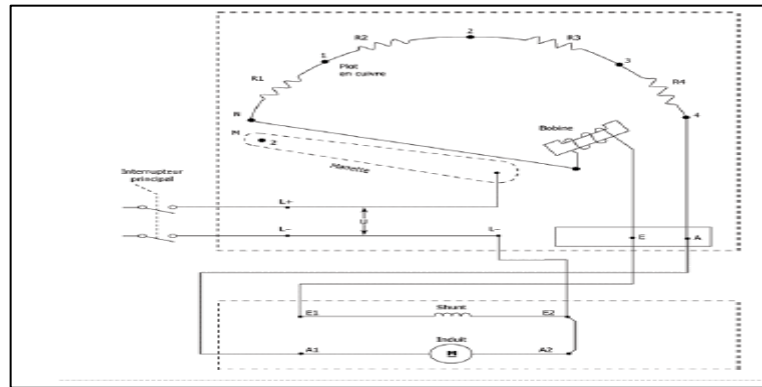 2
R2
R3
1
3
Plot
en cuivre
R1
R4
N
4
Bobine
M
2
Manette
Interrupteur
principal
L+
U
L-
L-
E
A
E1
Shunt
E2
Induit
A1
M
A2